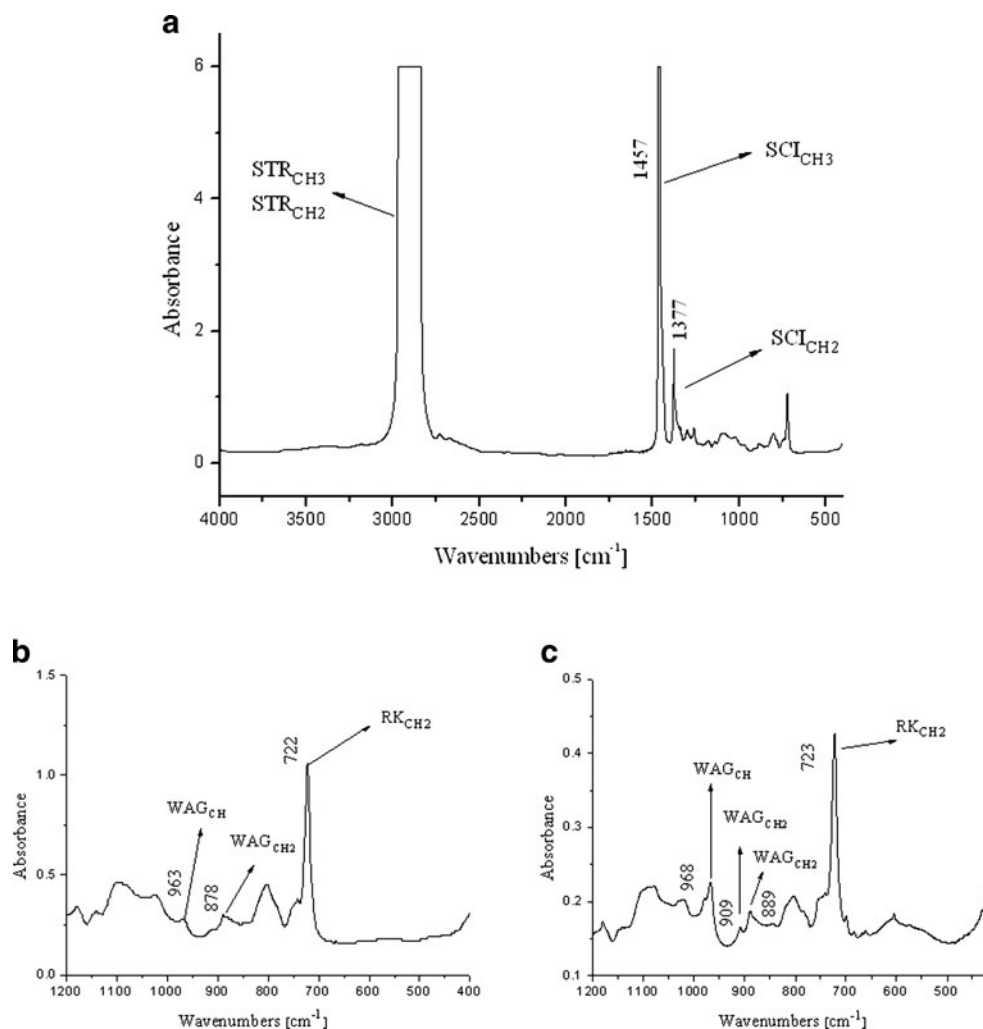 a
6
4
2
0
Absorbance
STR_CH3
STR_CH2
1457
SCI_CH3
1377
SCI_CH2
4000 3500 3000 2500 2000 1500 1000 500
Wavenumbers [cm-1]
b
1.5
1.0
0.5
0.0
Absorbance
722
RK_CH2
WAG_CH
WAG_CH2
963
878
1200 1100 1000 900 800 700 600 500 400
Wavenumbers [cm-1]
c
0.5
0.4
0.3
0.2
0.1
Absorbance
723
RK_CH2
WAG_CH
WAG_CH2
WAG_CH2
968
909
889
1200 1100 1000 900 800 700 600 500
Wavenumbers [cm-1]